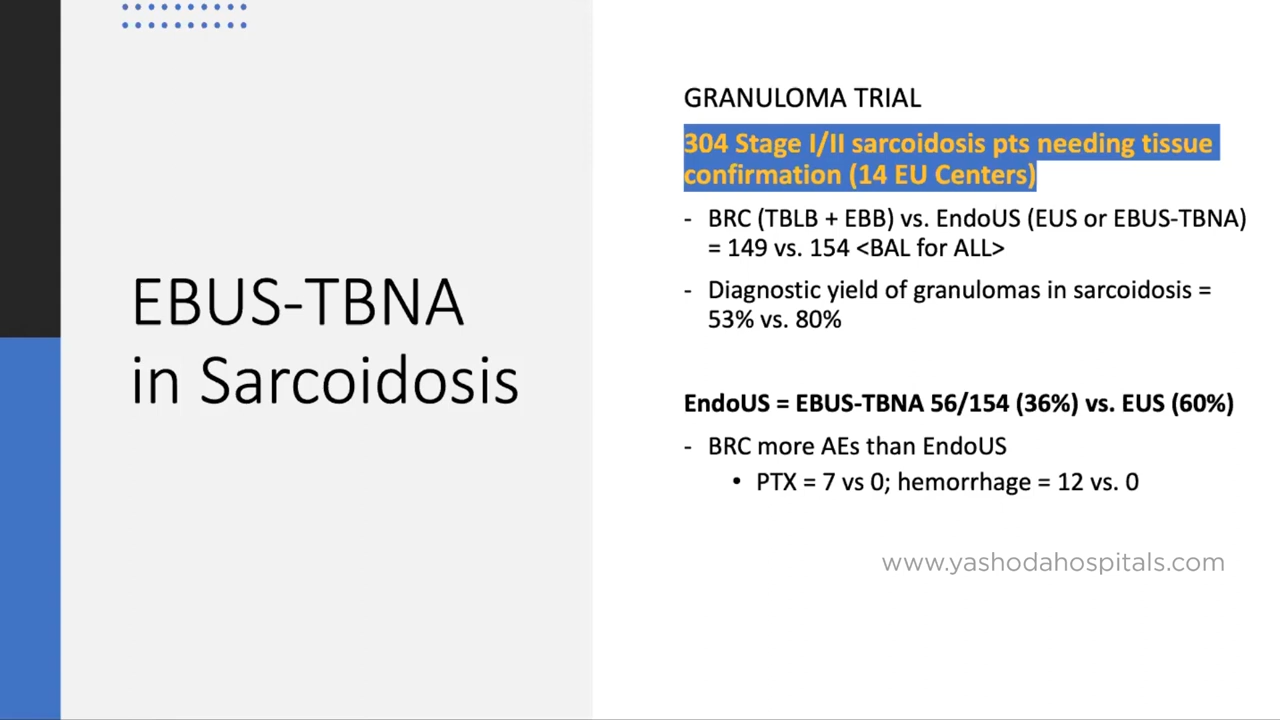 EBUS-TBNA
in Sarcoidosis
GRANULOMA TRIAL
304 Stage I/II sarcoidosis pts needing tissue
confirmation (14 EU Centers)
- BRC (TBLB + EBB) vs. EndoUS (EUS or EBUS-TBNA)
= 149 vs. 154 <BAL for ALL>
- Diagnostic yield of granulomas in sarcoidosis =
53% vs. 80%
EndoUS = EBUS-TBNA 56/154 (36%) vs. EUS (60%)
- BRC more AEs than EndoUS
• PTX = 7 vs 0; hemorrhage = 12 vs. 0
www.yashodahospitals.com